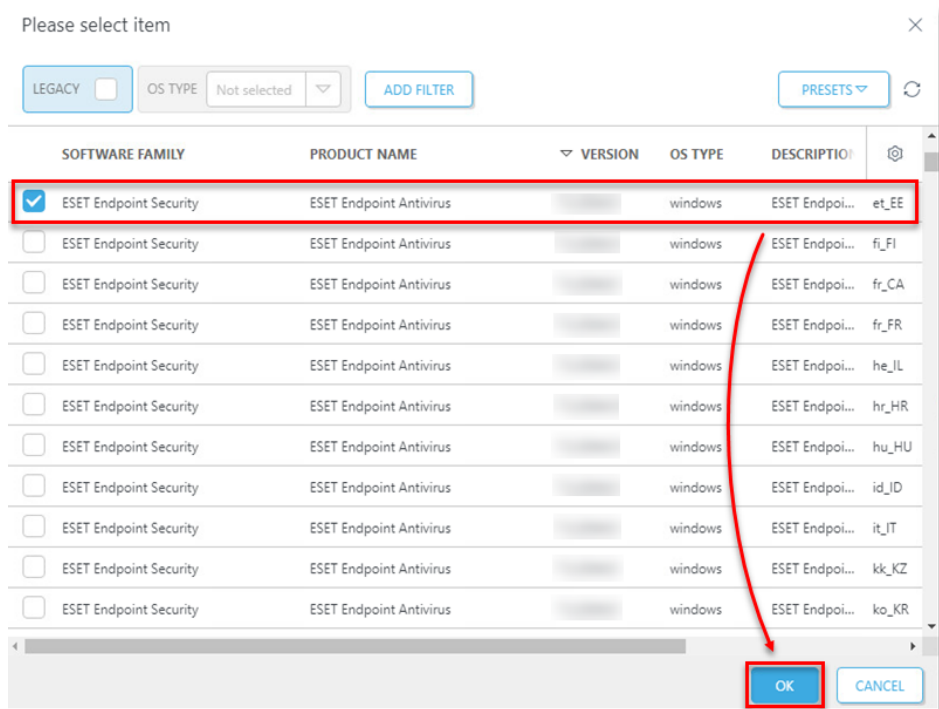 Please select item
LEGACY OS TYPE Not selected ADD FILTER PRESETS
SOFTWARE FAMILY PRODUCT NAME VERSION OS TYPE DESCRIPTION
ESET Endpoint Security ESET Endpoint Antivirus windows ESET Endpoi... et_EE
ESET Endpoint Security ESET Endpoint Antivirus windows ESET Endpoi... fi_FI
ESET Endpoint Security ESET Endpoint Antivirus windows ESET Endpoi... fr_CA
ESET Endpoint Security ESET Endpoint Antivirus windows ESET Endpoi... fr_FR
ESET Endpoint Security ESET Endpoint Antivirus windows ESET Endpoi... he_IL
ESET Endpoint Security ESET Endpoint Antivirus windows ESET Endpoi... hr_HR
ESET Endpoint Security ESET Endpoint Antivirus windows ESET Endpoi... hu_HU
ESET Endpoint Security ESET Endpoint Antivirus windows ESET Endpoi... id_ID
ESET Endpoint Security ESET Endpoint Antivirus windows ESET Endpoi... it_IT
ESET Endpoint Security ESET Endpoint Antivirus windows ESET Endpoi... kk_KZ
ESET Endpoint Security ESET Endpoint Antivirus windows ESET Endpoi... ko_KR
OK CANCEL